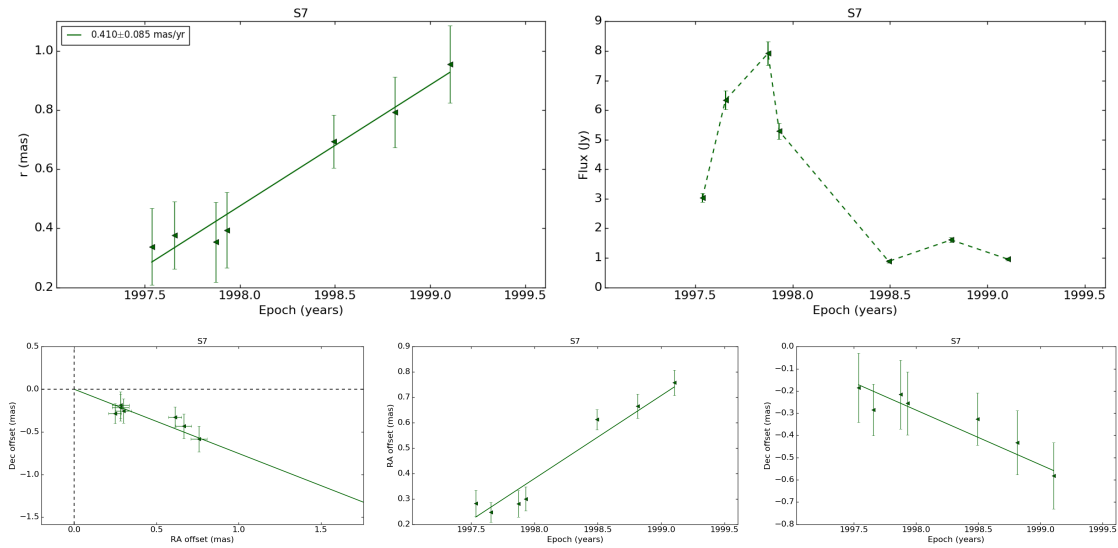 S7
0.410±0.085 mas/yr
r (mas)
1.0
0.8
0.6
0.4
0.2
1997.5 1998.0 1998.5 1999.0 1999.5
Epoch (years)
S7
Flux (Jy)
9
8
7
6
5
4
3
2
1
0
1997.5 1998.0 1998.5 1999.0 1999.5
Epoch (years)
S7
Dec offset (mas)
0.5
0.0
−0.5
−1.0
−1.5
0.0 0.5 1.0 1.5
RA offset (mas)
S7
RA offset (mas)
0.9
0.8
0.7
0.6
0.5
0.4
0.3
0.2
1997.5 1998.0 1998.5 1999.0 1999.5
Epoch (years)
S7
Dec offset (mas)
0.0
−0.1
−0.2
−0.3
−0.4
−0.5
−0.6
−0.7
−0.8
1997.5 1998.0 1998.5 1999.0 1999.5
Epoch (years)